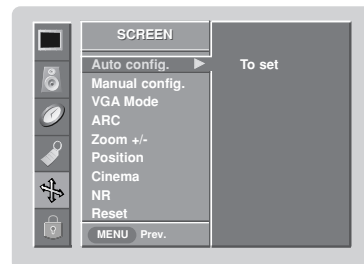 SCREEN
Auto config. ▶ To set
Manual config.
VGA Mode
ARC
Zoom +/-
Position
Cinema
NR
Reset
MENU Prev.